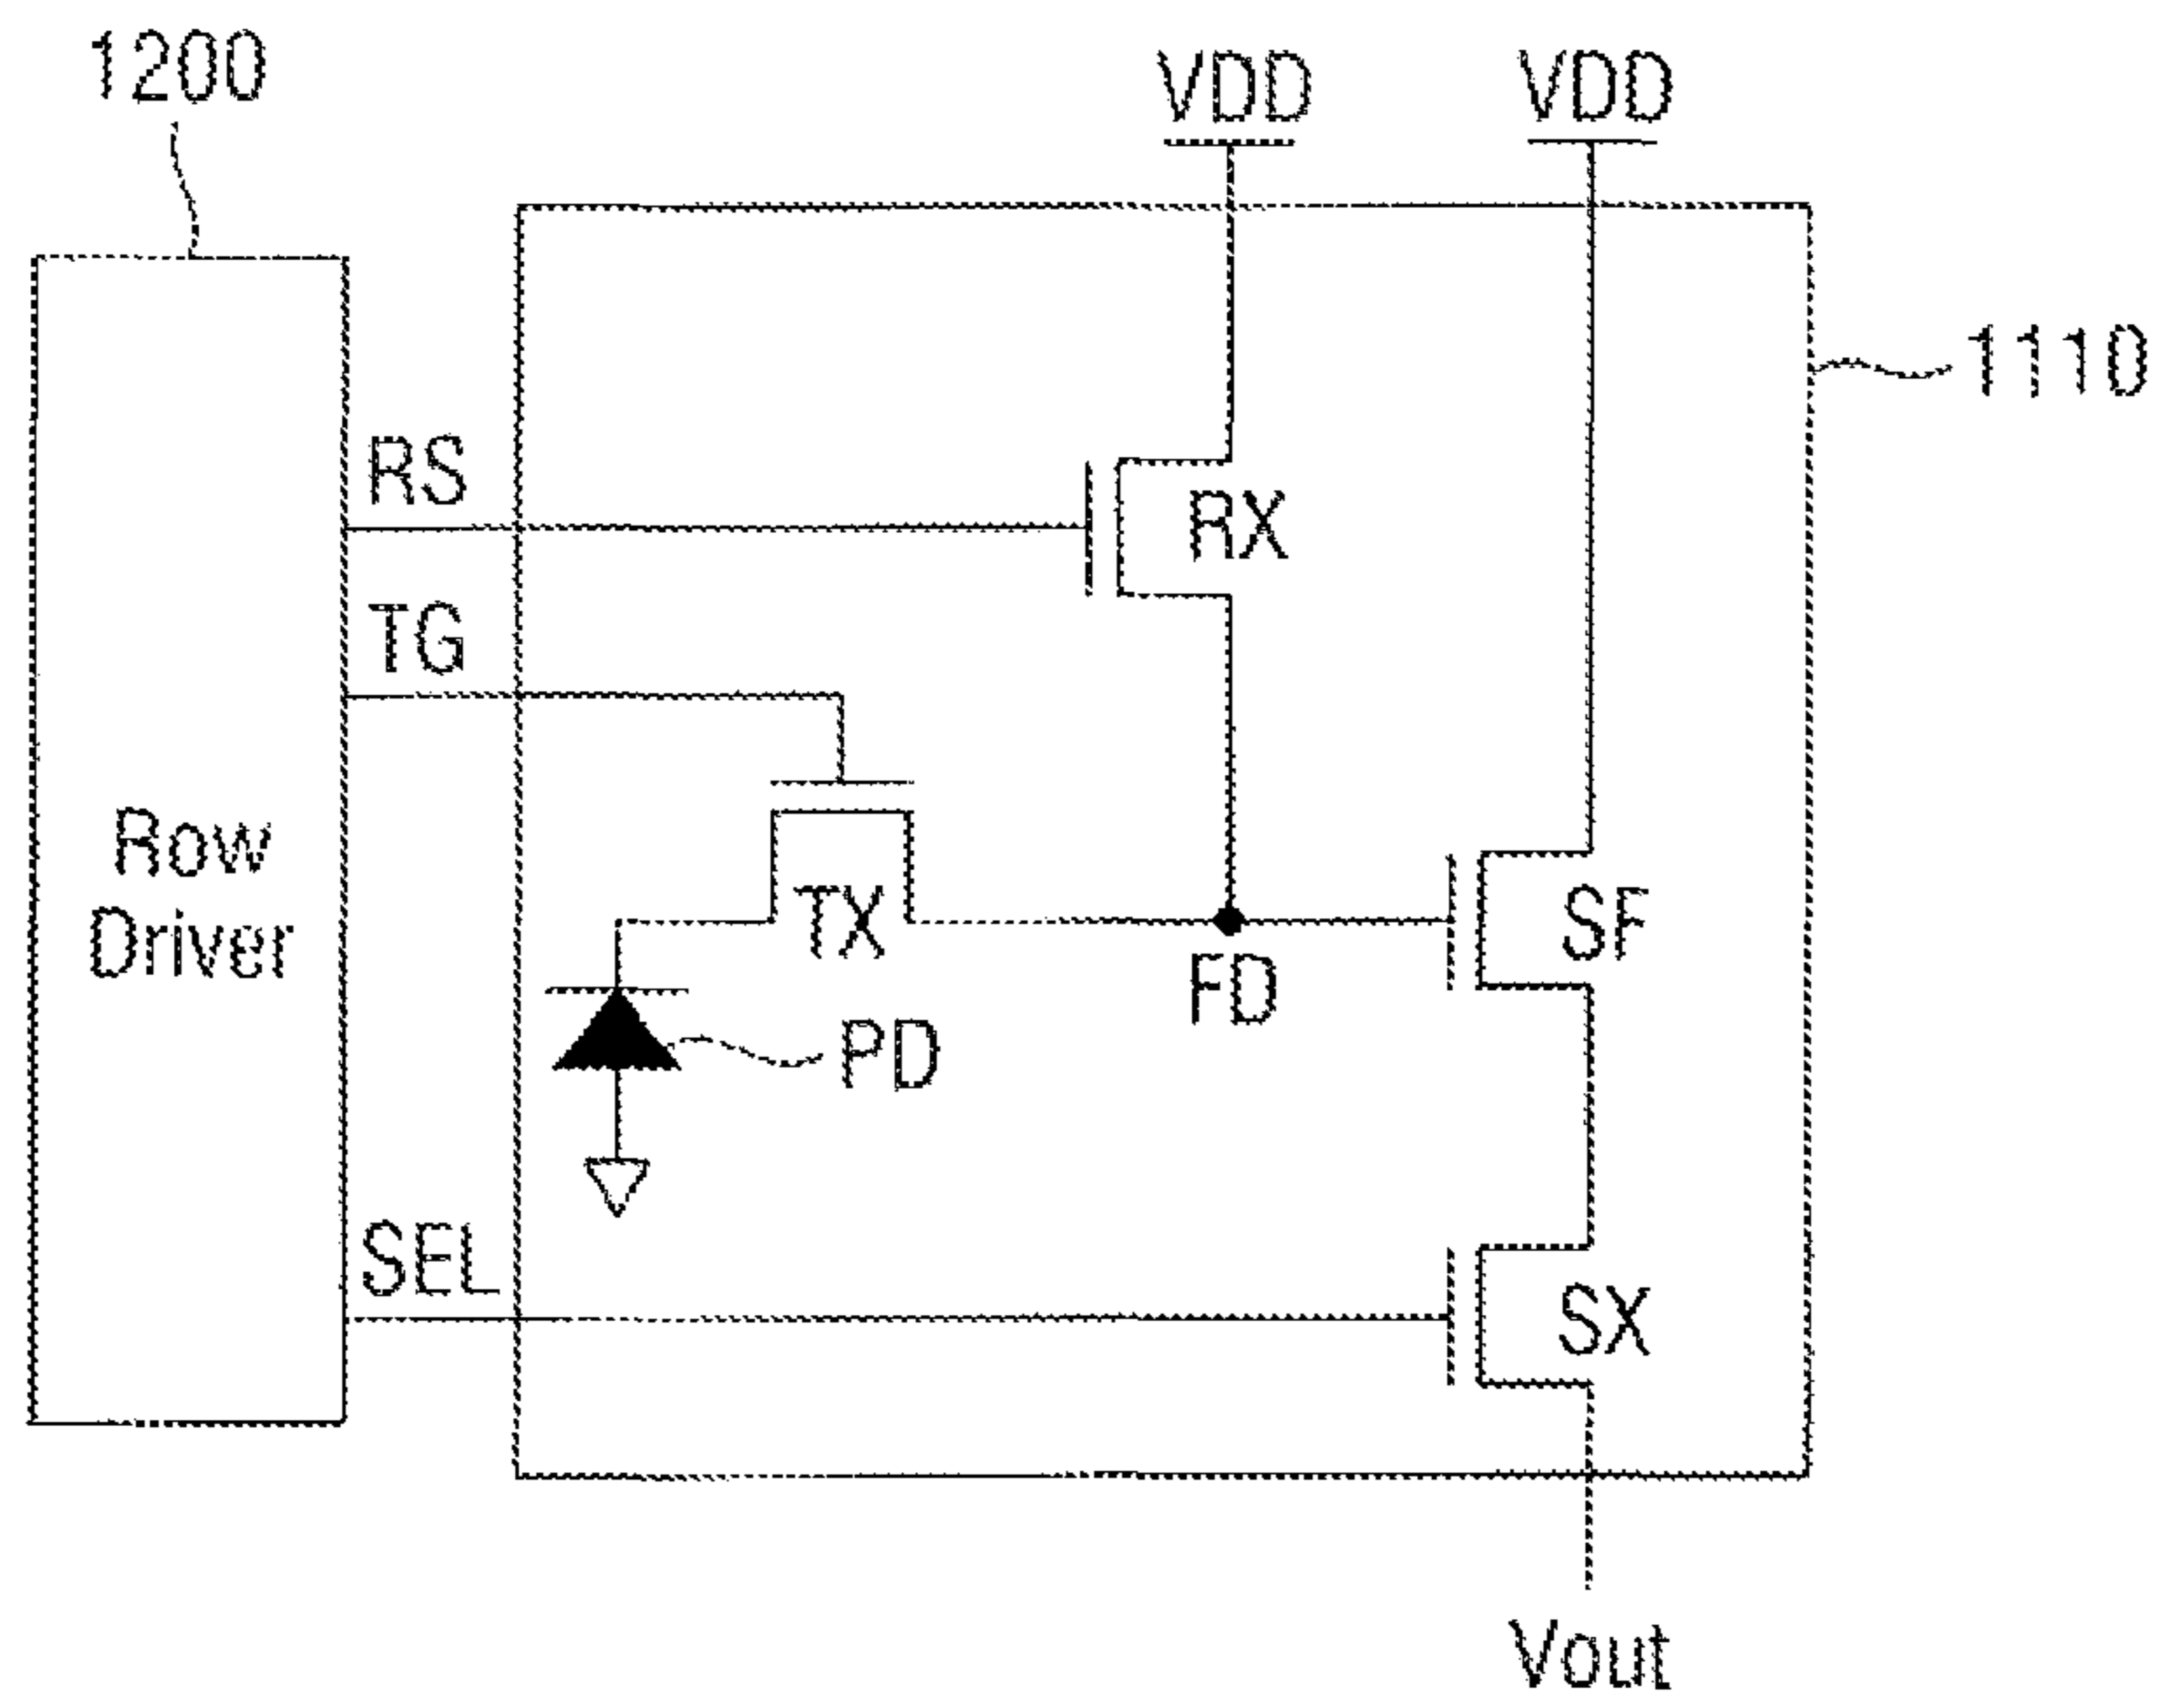 1200
VDD
VDD
1110
RS
RX
TG
Row
Driver
TX
SF
FD
PD
SEL
SX
Vout